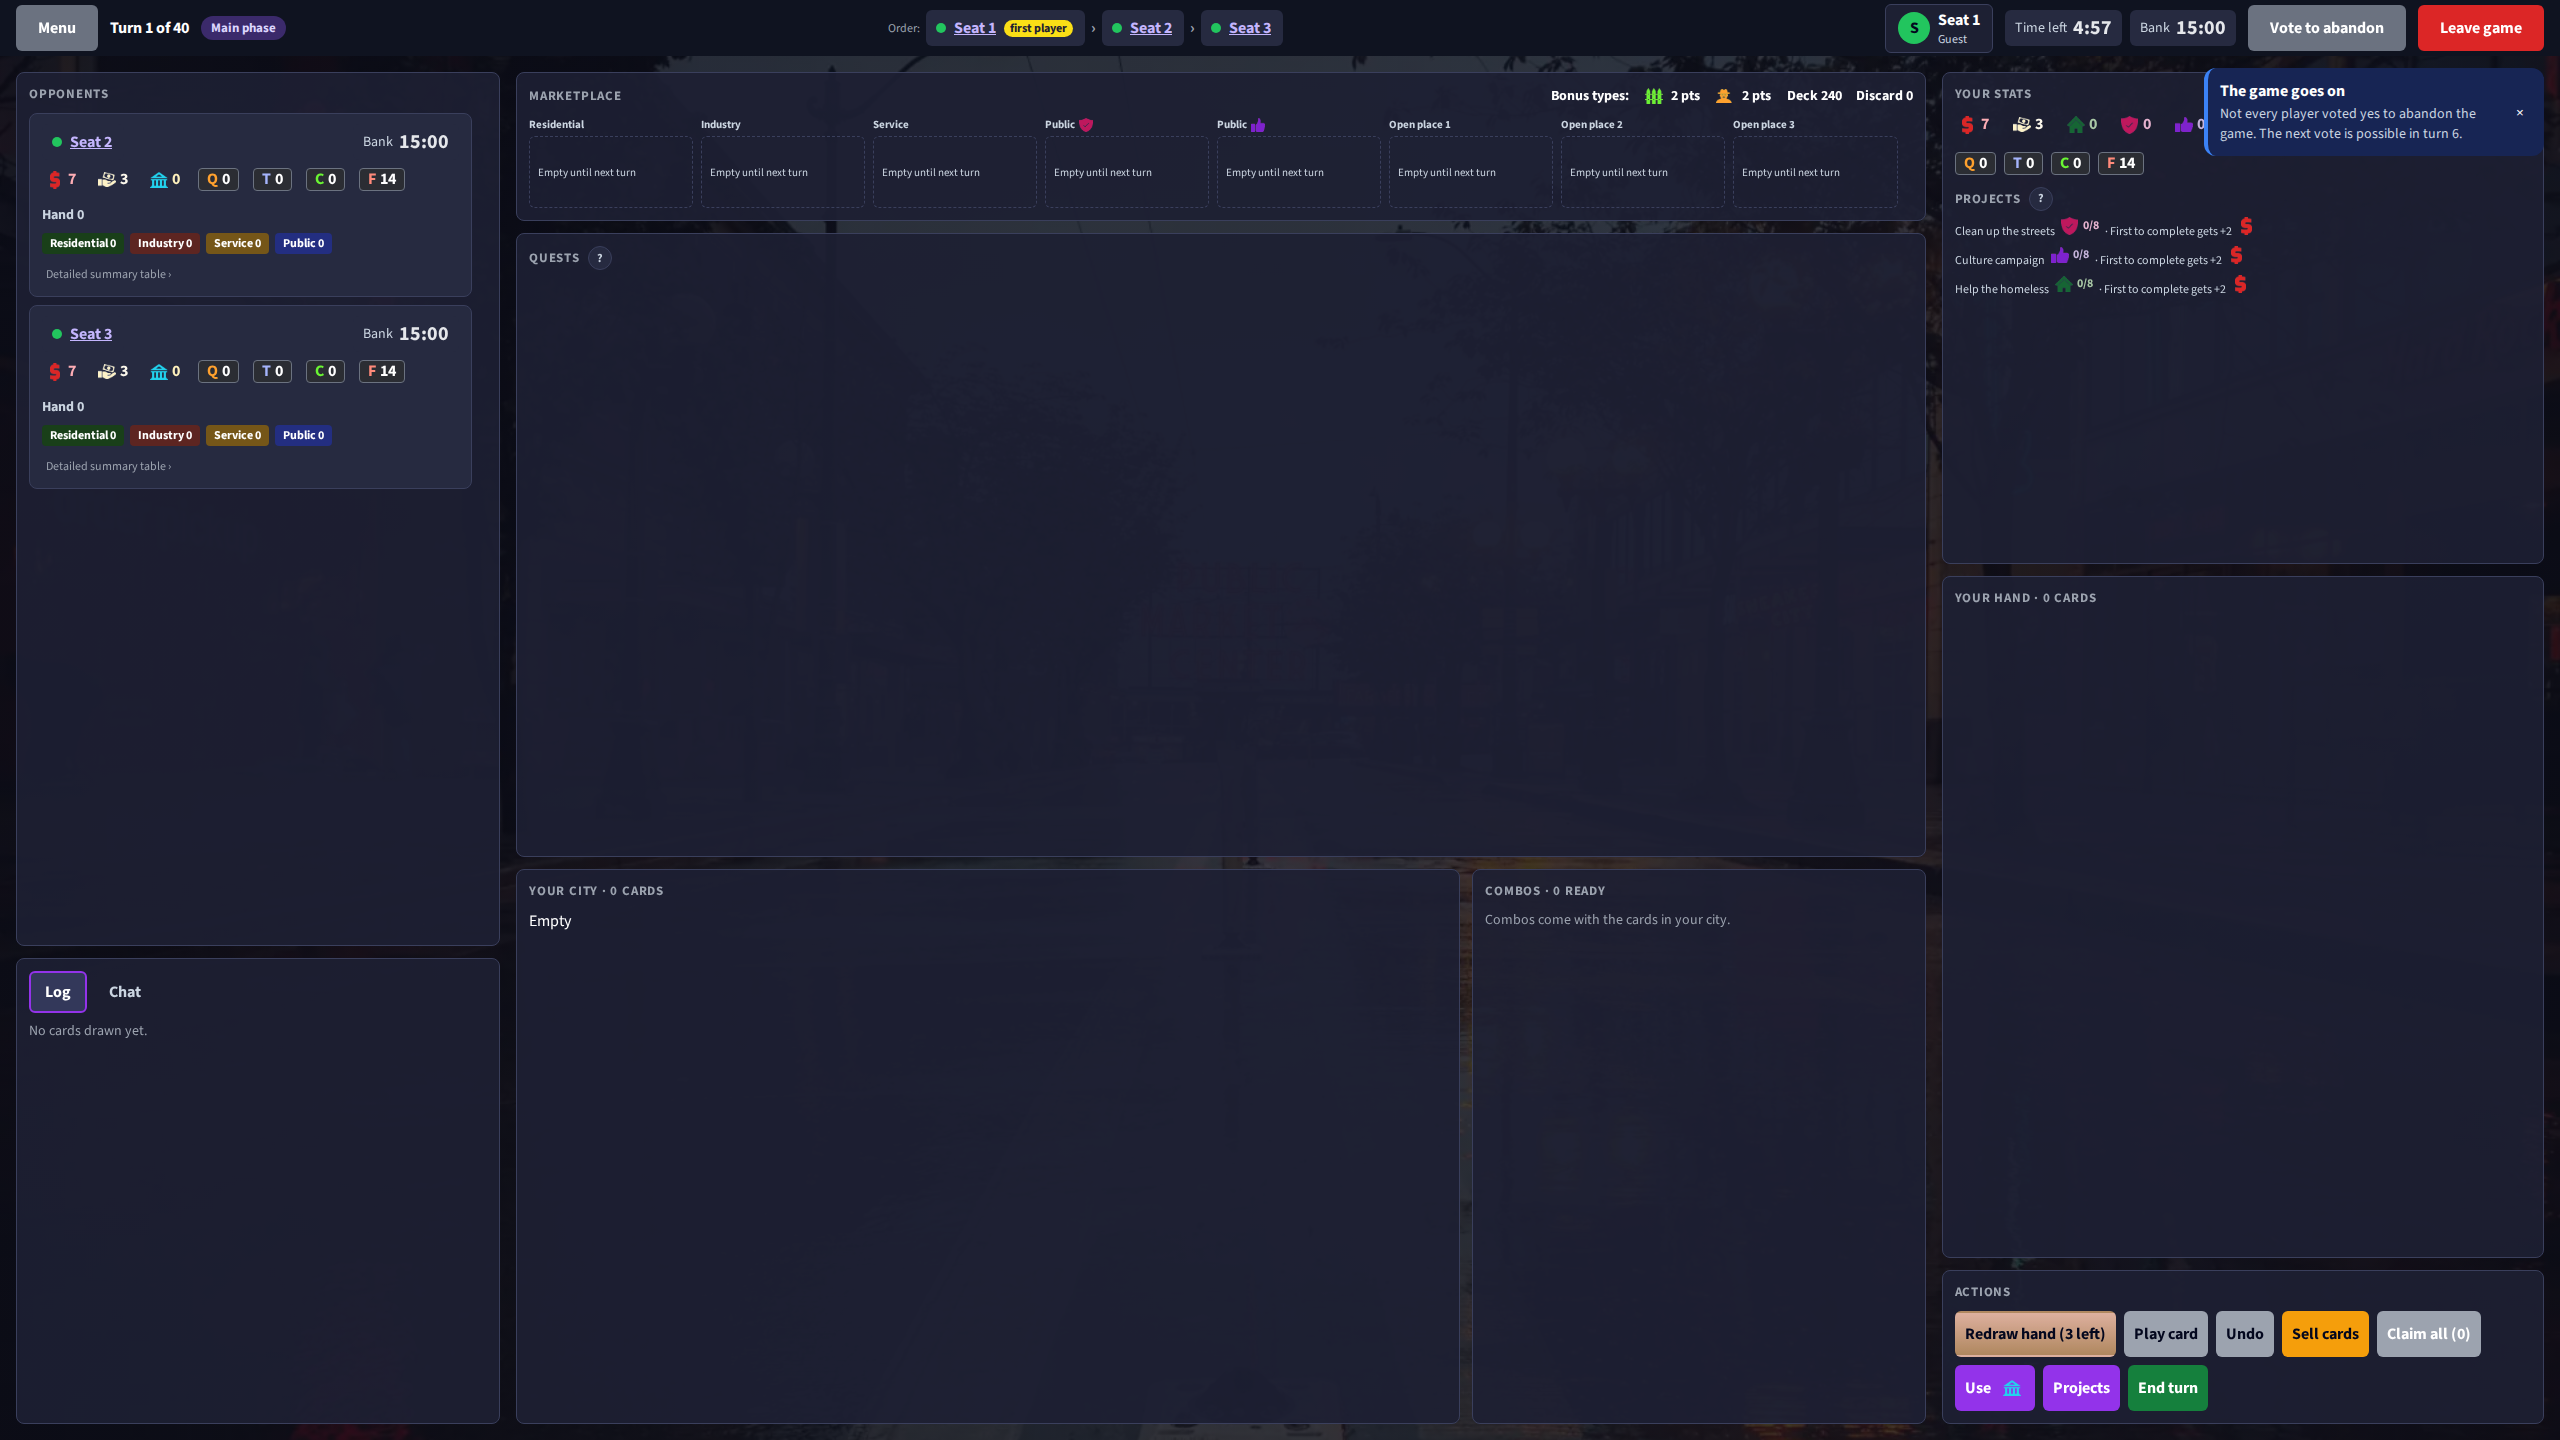 Menu
Turn 1 of 40
Main phase
Order:
Seat 1
first player
›
Seat 2
›
Seat 3
S
Seat 1
Guest
Time left 4:57
Bank 15:00
Vote to abandon
Leave game
OPPONENTS
Seat 2
Bank 15:00
7
3
0
Q 0
T 0
C 0
F 14
Hand 0
Residential 0
Industry 0
Service 0
Public 0
Detailed summary table ›
Seat 3
Bank 15:00
7
3
0
Q 0
T 0
C 0
F 14
Hand 0
Residential 0
Industry 0
Service 0
Public 0
Detailed summary table ›
Log
Chat
No cards drawn yet.
MARKETPLACE
Bonus types:
2 pts
2 pts
Deck 240
Discard 0
Residential
Empty until next turn
Industry
Empty until next turn
Service
Empty until next turn
Public
Empty until next turn
Public
Empty until next turn
Open place 1
Empty until next turn
Open place 2
Empty until next turn
Open place 3
Empty until next turn
QUESTS
?
YOUR CITY · 0 CARDS
Empty
COMBOS · 0 READY
Combos come with the cards in your city.
YOUR STATS
7
3
0
0
0
Q 0
T 0
C 0
F 14
The game goes on
Not every player voted yes to abandon the
game. The next vote is possible in turn 6.
×
PROJECTS
?
Clean up the streets 0/8 · First to complete gets +2
Culture campaign 0/8 · First to complete gets +2
Help the homeless 0/8 · First to complete gets +2
YOUR HAND · 0 CARDS
ACTIONS
Redraw hand (3 left)
Play card
Undo
Sell cards
Claim all (0)
Use
Projects
End turn